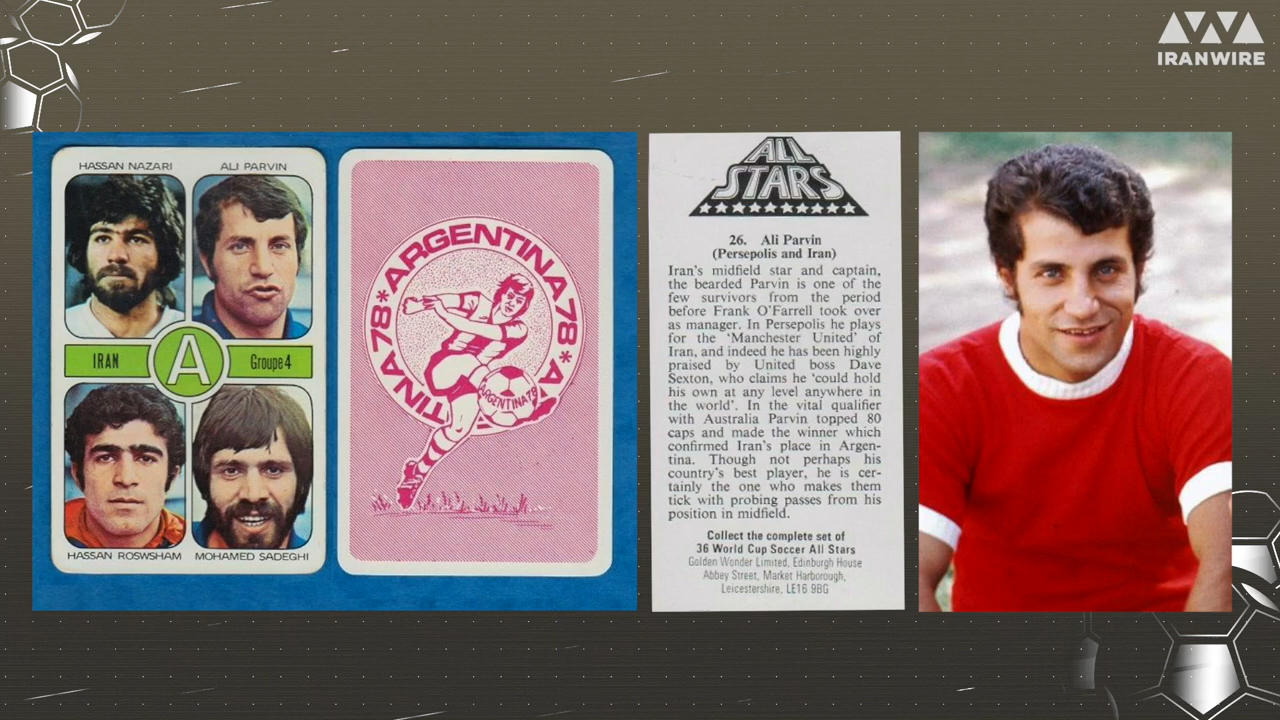 IRANWIRE
HASSAN NAZARI
ALI PARVIN
IRAN
A
Groupe 4
HASSAN ROSWSHAM
MOHAMED SADEGHI
ARGENTINA 78 * A
TINA 78 *
ARGENTINA 78
ALL
STARS
26. Ali Parvin
(Persepolis and Iran)
Iran's midfield star and captain,
the bearded Parvin is one of the
few survivors from the period
before Frank O'Farrell took over
as manager. In Persepolis he plays
for the 'Manchester United' of
Iran, and indeed he has been highly
praised by United boss Dave
Sexton, who claims he 'could hold
his own at any level anywhere in
the world'. In the vital qualifier
with Australia Parvin topped 80
caps and made the winner which
confirmed Iran's place in Argen-
tina. Though not perhaps his
country's best player, he is cer-
tainly the one who makes them
tick with probing passes from his
position in midfield.
Collect the complete set of
36 World Cup Soccer All Stars
Golden Wonder Limited, Edinburgh House
Abbey Street, Market Harborough,
Leicestershire, LE16 9BG